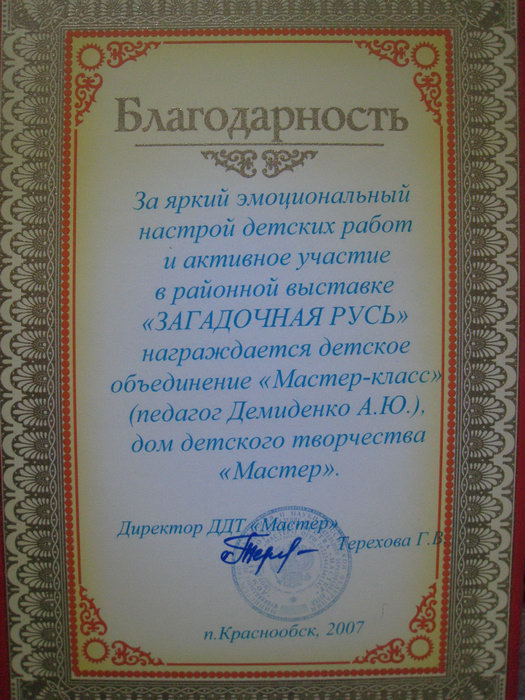 Благодарность
За яркий эмоциональный
настрой детских работ
и активное участие
в районной выставке
«ЗАГАДОЧНАЯ РУСЬ»
награждается детское
объединение «Мастер-класс»
(педагог Демиденко А.Ю.),
дом детского творчества
«Мастер».
Директор ДДТ «Мастер»
Терехова Г.В.
п.Краснообск, 2007